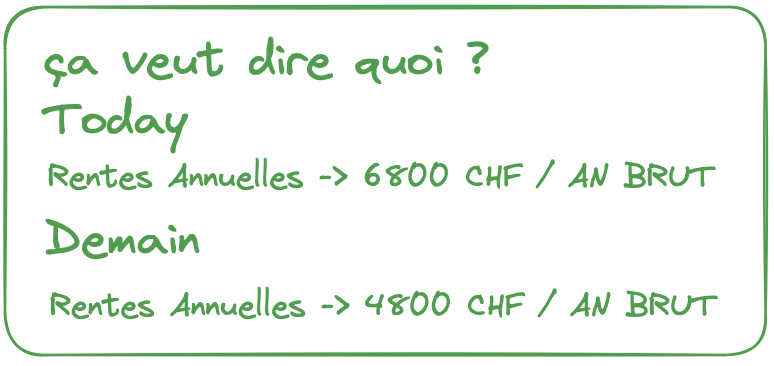 ça veut dire quoi ?
Today
Rentes Annuelles -> 6800 CHF / AN BRUT
Demain
Rentes Annuelles -> 4800 CHF / AN BRUT